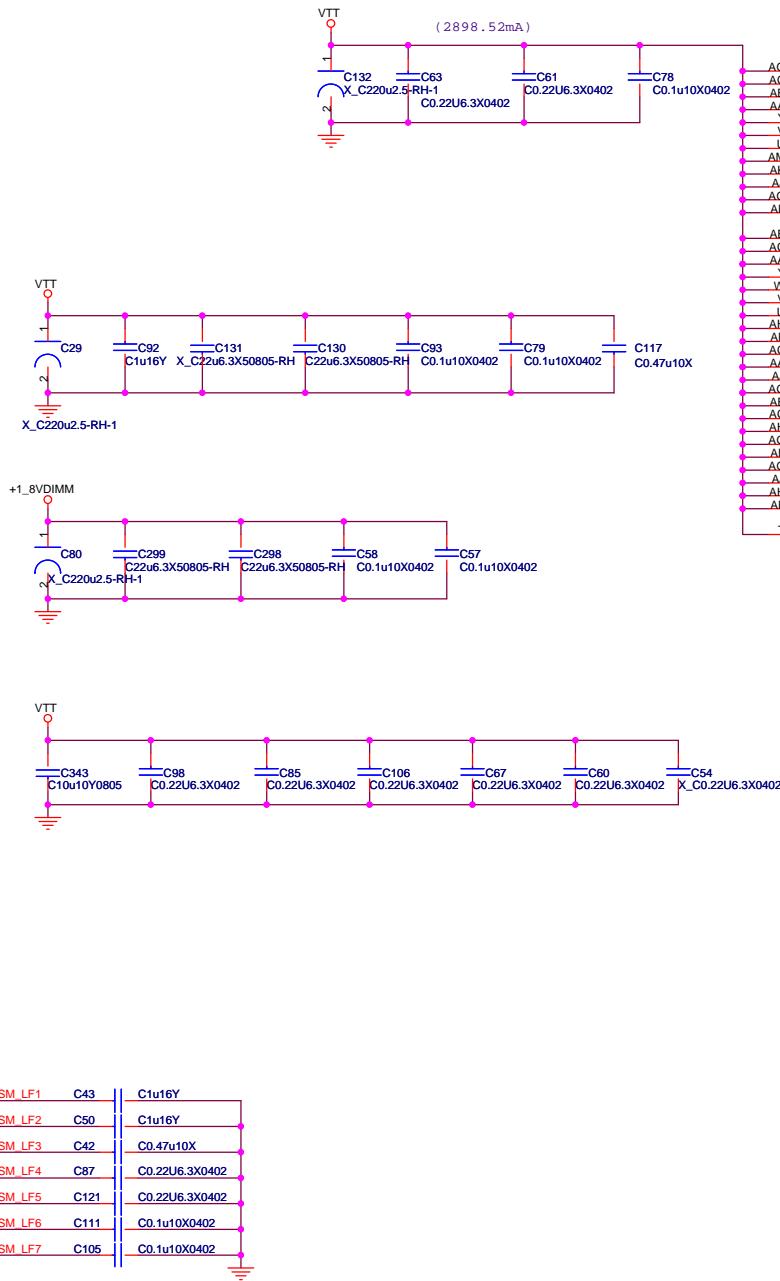 VTT
(2898.52mA)
1
C132
X_C220u2.5-RH-1
2
C63
C0.22U6.3X0402
C61
C0.22U6.3X0402
C78
C0.1u10X0402
VTT
1
C29
2
X_C220u2.5-RH-1
C92
C1u16Y
C131
X_C22u6.3X50805-RH
C130
C22u6.3X50805-RH
C93
C0.1u10X0402
C79
C0.1u10X0402
C117
C0.47u10X
+1_8VDIMM
1
C80
2
X_C220u2.5-RH-1
C299
C22u6.3X50805-RH
C298
C22u6.3X50805-RH
C58
C0.1u10X0402
C57
C0.1u10X0402
VTT
C343
C10u10Y0805
C98
C0.22U6.3X0402
C85
C0.22U6.3X0402
C106
C0.22U6.3X0402
C67
C0.22U6.3X0402
C60
C0.22U6.3X0402
C54
X_C0.22U6.3X0402
SM_LF1 C43 C1u16Y
SM_LF2 C50 C1u16Y
SM_LF3 C42 C0.47u10X
SM_LF4 C87 C0.22U6.3X0402
SM_LF5 C121 C0.22U6.3X0402
SM_LF6 C111 C0.1u10X0402
SM_LF7 C105 C0.1u10X0402